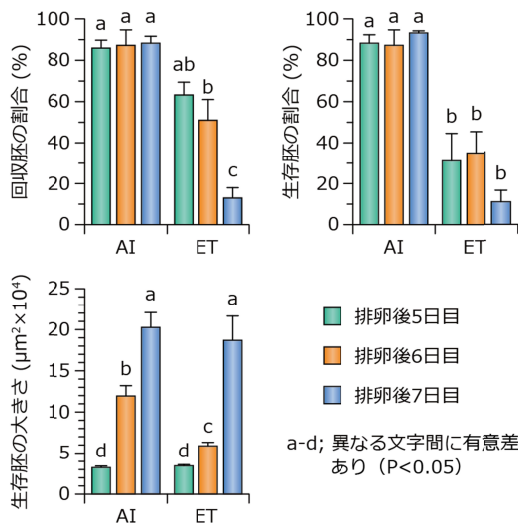 回収胚の割合 (%)
100
80
60
40
20
0
a
a
a
ab
b
c
AI
ET
生存胚の割合 (%)
100
80
60
40
20
0
a
a
a
b
b
b
AI
ET
生存胚の大きさ (μm²×10⁴)
25
20
15
10
5
0
d
b
a
d
c
a
AI
ET
排卵後5日目
排卵後6日目
排卵後7日目
a-d; 異なる文字間に有意差
あり（P<0.05）